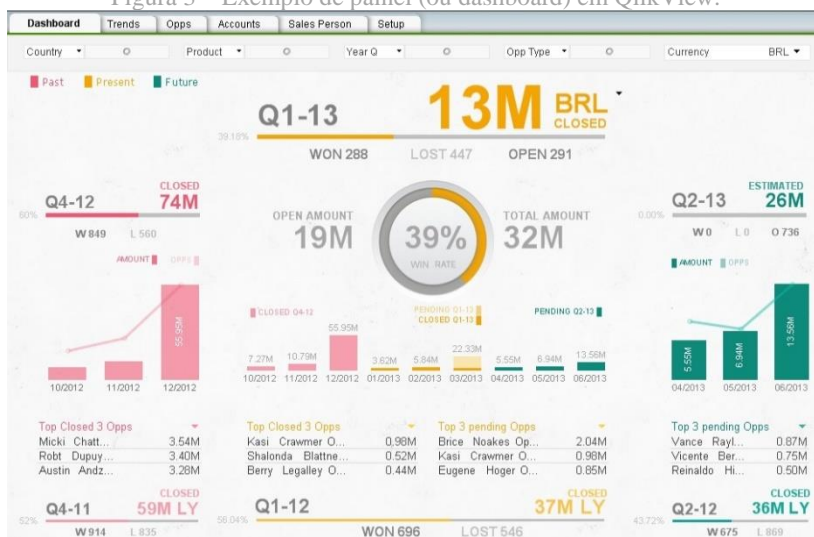 Figura 3 – Exemplo de painel (ou dashboard) em QlikView.
Dashboard Trends Opps Accounts Sales Person Setup
Country Product Year Q Opp Type Currency BRL
Past Present Future
Q1-13 13M BRL CLOSED
39.18%
WON 288 LOST 447 OPEN 291
CLOSED
60% Q4-12 74M
W 849 L 560
AMOUNT OPPS
55.95M
10/2012 11/2012 12/2012
OPEN AMOUNT
19M
39%
WIN RATE
TOTAL AMOUNT
32M
ESTIMATED
0.00% Q2-13 26M
W 0 L 0 O 736
AMOUNT OPPS
5.55M 6.94M 13.56M
04/2013 05/2013 06/2013
CLOSED Q4-12 PENDING Q1-13 PENDING Q2-13
CLOSED Q1-13
7.27M 10.79M 55.95M 3.62M 5.84M 22.33M 5.55M 6.94M 13.56M
10/2012 11/2012 12/2012 01/2013 02/2013 03/2013 04/2013 05/2013 06/2013
Top Closed 3 Opps
Micki Chatt... 3.54M
Robt Dupuy... 3.40M
Austin Andz... 3.28M
Top Closed 3 Opps
Kasi Crawmer O... 0.98M
Shalonda Blattne... 0.52M
Berry Legalley O... 0.44M
Top 3 pending Opps
Brice Noakes Op... 2.04M
Kasi Crawmer O... 0.98M
Eugene Hoger O... 0.85M
Top 3 pending Opps
Vance Rayl... 0.87M
Vicente Ber... 0.75M
Reinaldo Hi... 0.50M
CLOSED
52% Q4-11 59M LY
W 914 L 835
CLOSED
56.04% Q1-12 37M LY
WON 696 LOST 546
CLOSED
43.72% Q2-12 36M LY
W 675 L 869